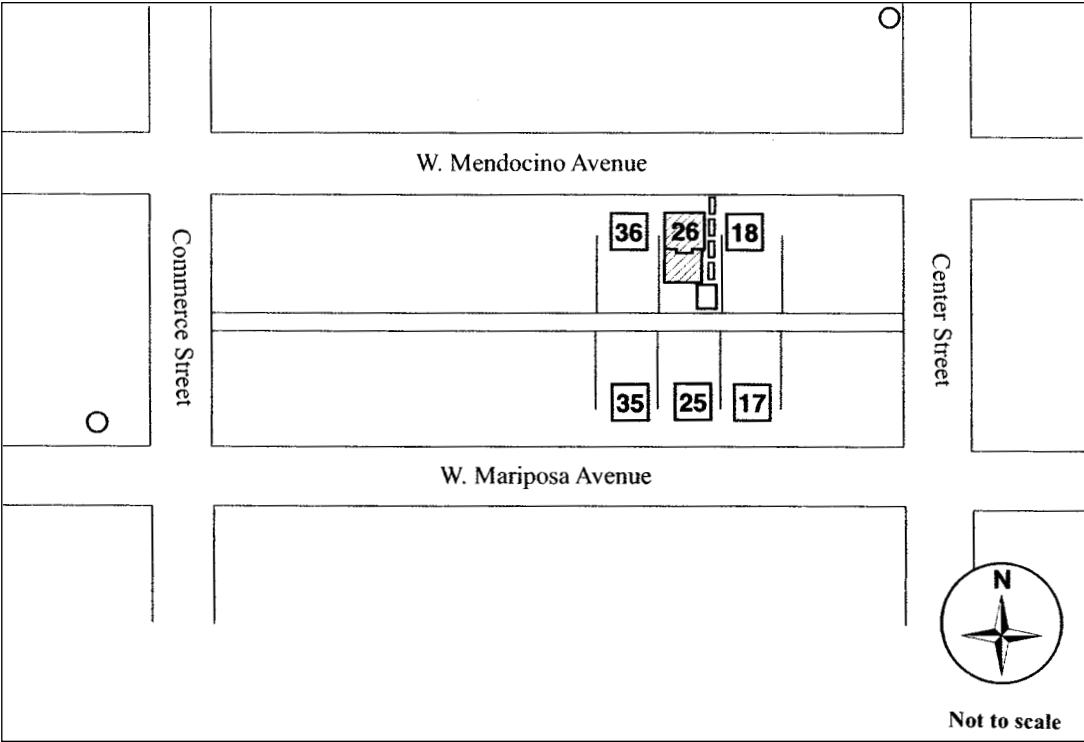 W. Mendocino Avenue
36
26
18
Commerce Street
Center Street
35
25
17
W. Mariposa Avenue
N
Not to scale